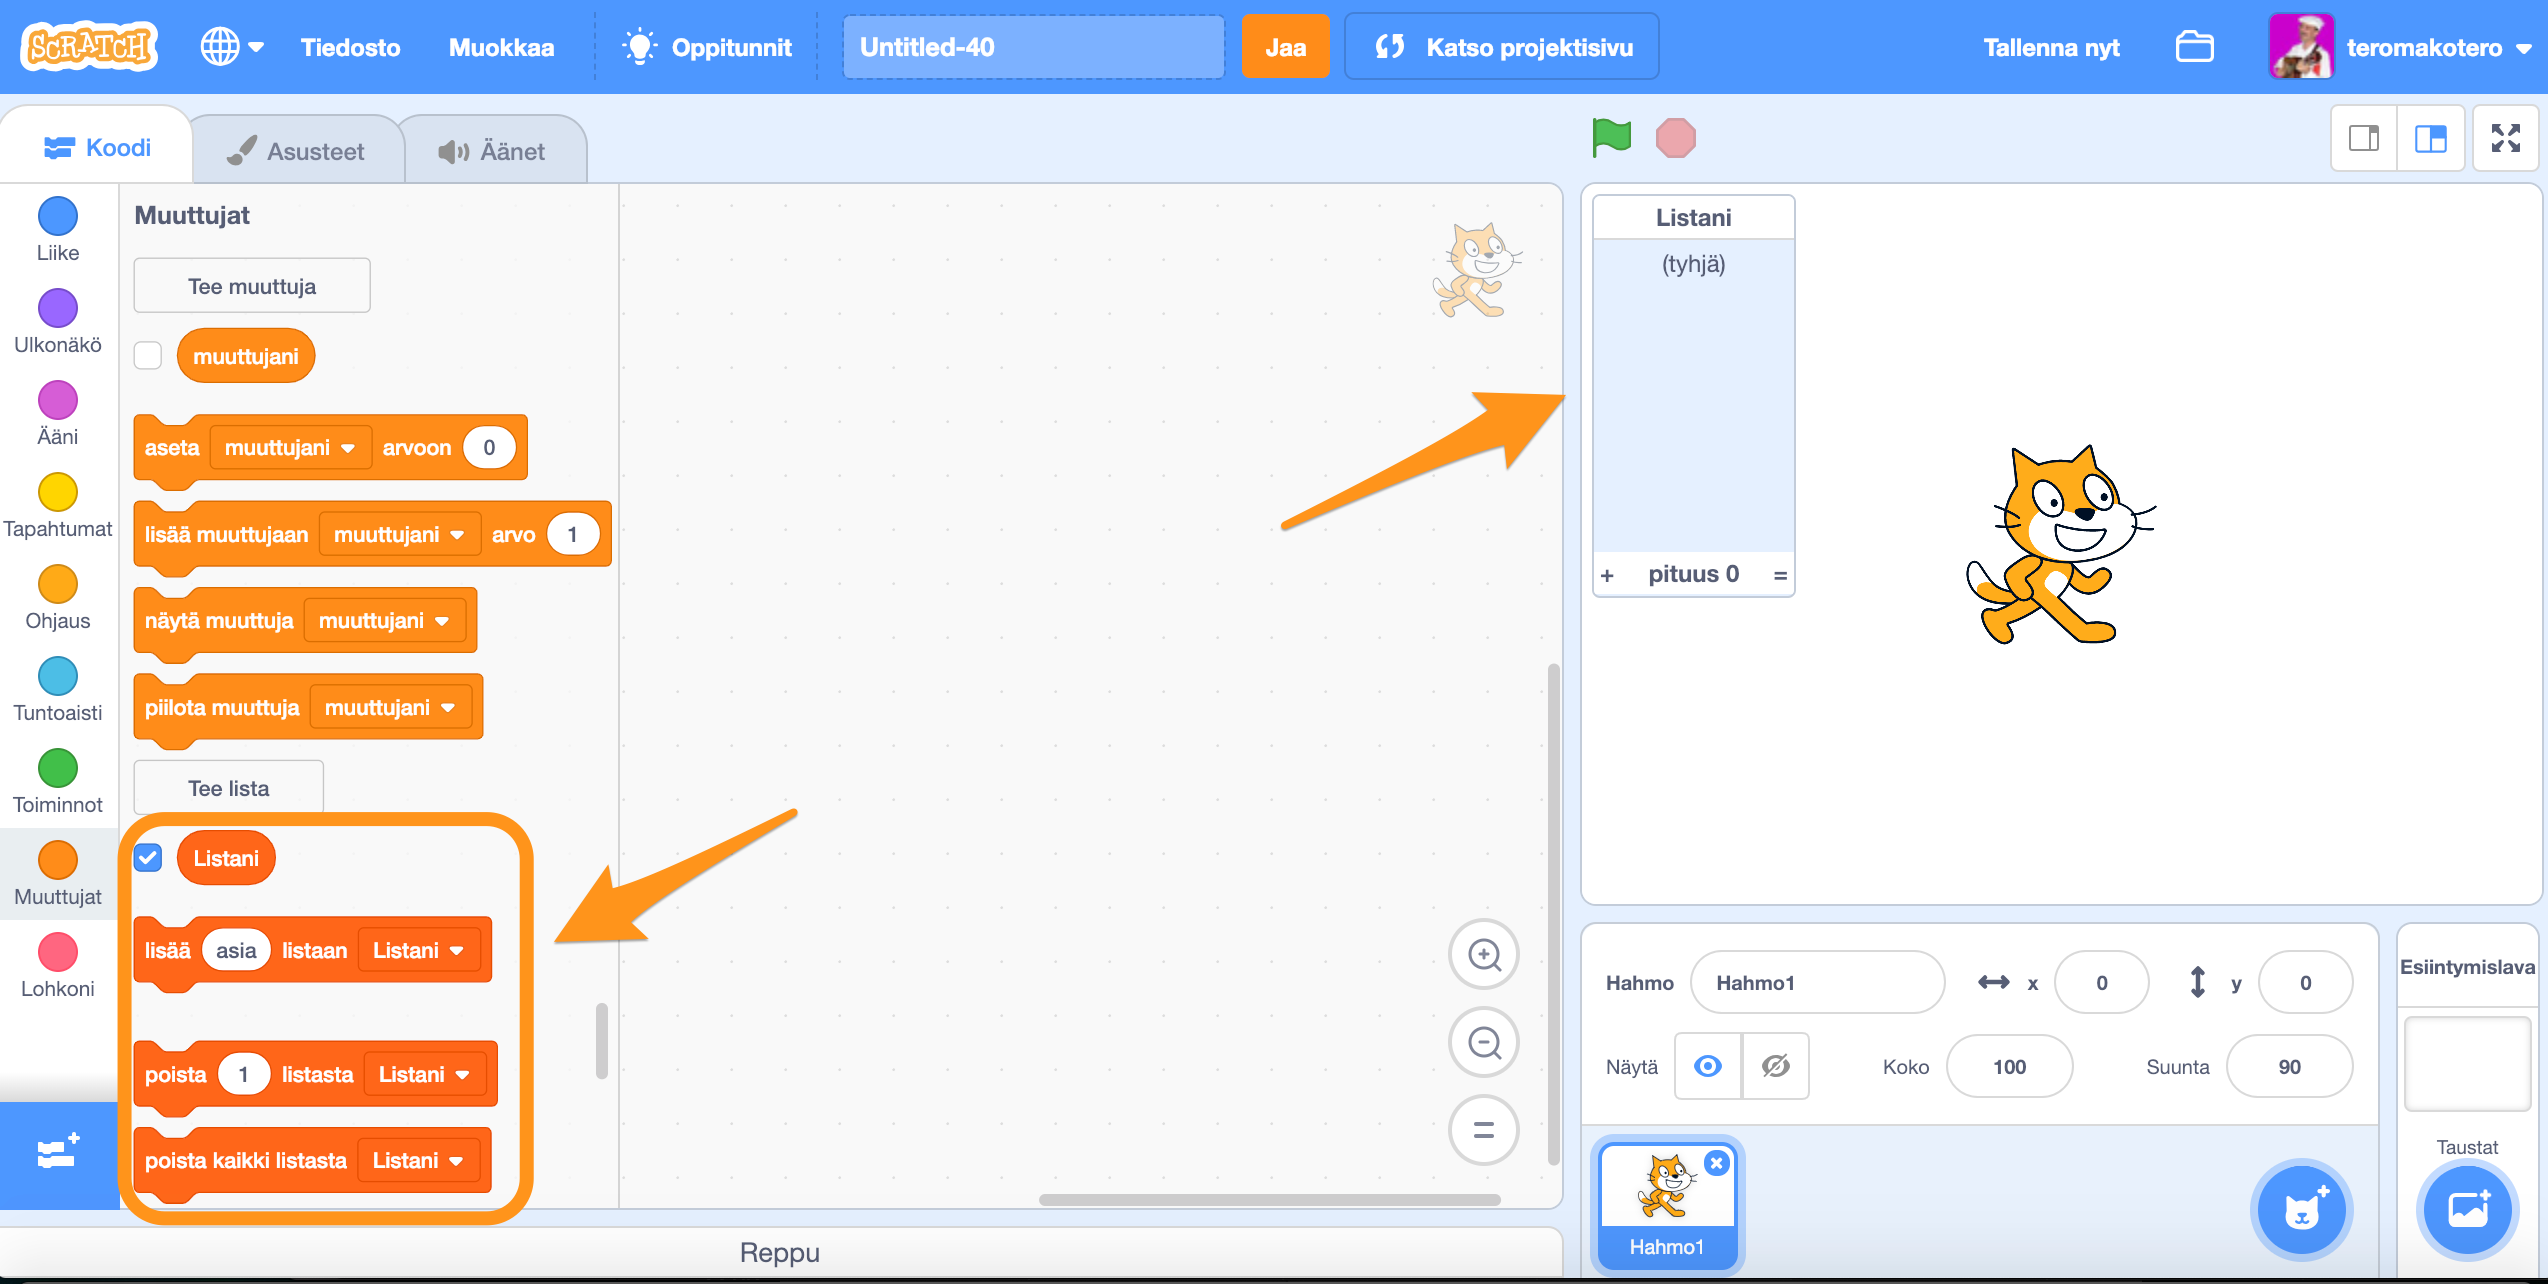 SCRATCH Tiedosto Muokkaa Oppitunnit Untitled-40 Jaa Katso projektisivu Tallenna nyt teromakotero
Koodi Asusteet Äänet
Liike
Ulkonäkö
Ääni
Tapahtumat
Ohjaus
Tuntoaisti
Toiminnot
Muuttujat
Lohkoni
Muuttujat
Tee muuttuja
muuttujani
aseta muuttujani arvoon 0
lisää muuttujaan muuttujani arvo 1
näytä muuttuja muuttujani
piilota muuttuja muuttujani
Tee lista
Listani
lisää asia listaan Listani
poista 1 listasta Listani
poista kaikki listasta Listani
Reppu
Listani
(tyhjä)
+ pituus 0 =
Hahmo Hahmo1 x 0 y 0
Näytä Koko 100 Suunta 90
Hahmo1
Esiintymislava
Taustat